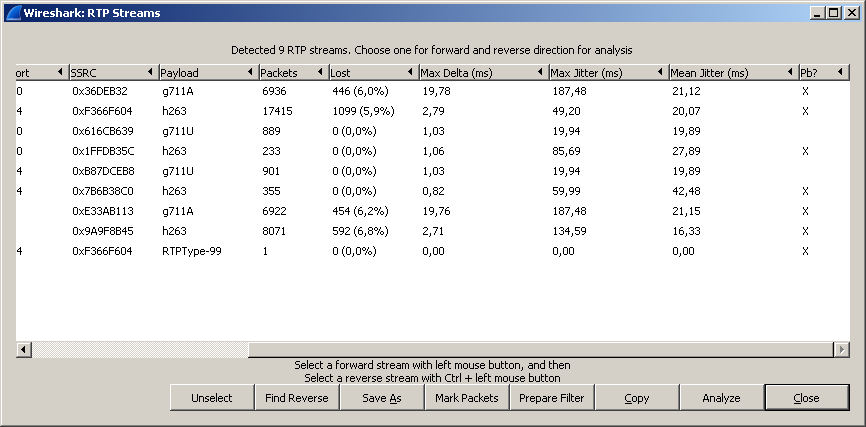 Wireshark: RTP Streams
Detected 9 RTP streams. Choose one for forward and reverse direction for analysis
ort SSRC Payload Packets Lost Max Delta (ms) Max Jitter (ms) Mean Jitter (ms) Pb?
0 0x36DEB32 g711A 6936 446 (6,0%) 19,78 187,48 21,12 X
4 0xF366F604 h263 17415 1099 (5,9%) 2,79 49,20 20,07 X
0 0x616CB639 g711U 889 0 (0,0%) 1,03 19,94 19,89
0 0x1FFDB35C h263 233 0 (0,0%) 1,06 85,69 27,89 X
4 0xB87DCEB8 g711U 901 0 (0,0%) 1,03 19,94 19,89
4 0x7B6B38C0 h263 355 0 (0,0%) 0,82 59,99 42,48 X
0xE33AB113 g711A 6922 454 (6,2%) 19,76 187,48 21,15 X
0x9A9F8B45 h263 8071 592 (6,8%) 2,71 134,59 16,33 X
4 0xF366F604 RTPType-99 1 0 (0,0%) 0,00 0,00 0,00 X
Select a forward stream with left mouse button, and then
Select a reverse stream with Ctrl + left mouse button
Unselect Find Reverse Save As Mark Packets Prepare Filter Copy Analyze Close